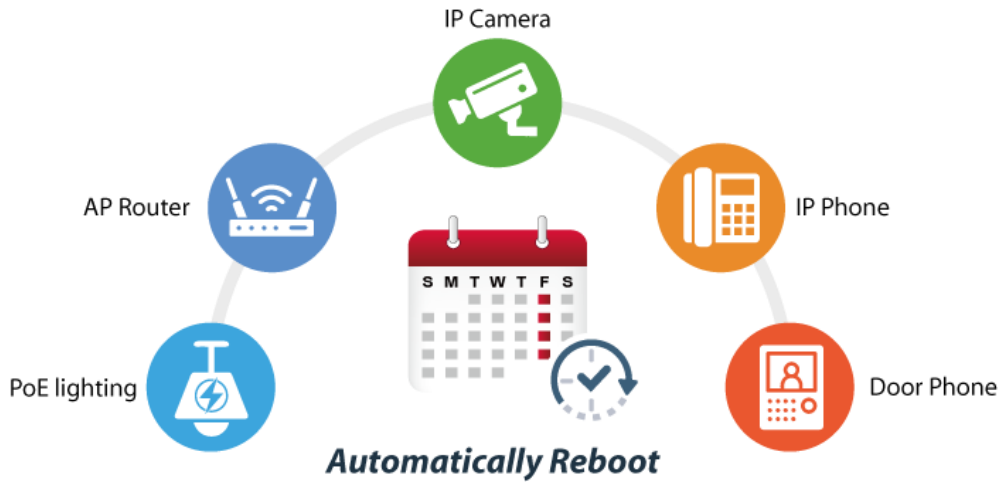 IP Camera
AP Router
IP Phone
S M T W T F S
PoE lighting
Door Phone
Automatically Reboot